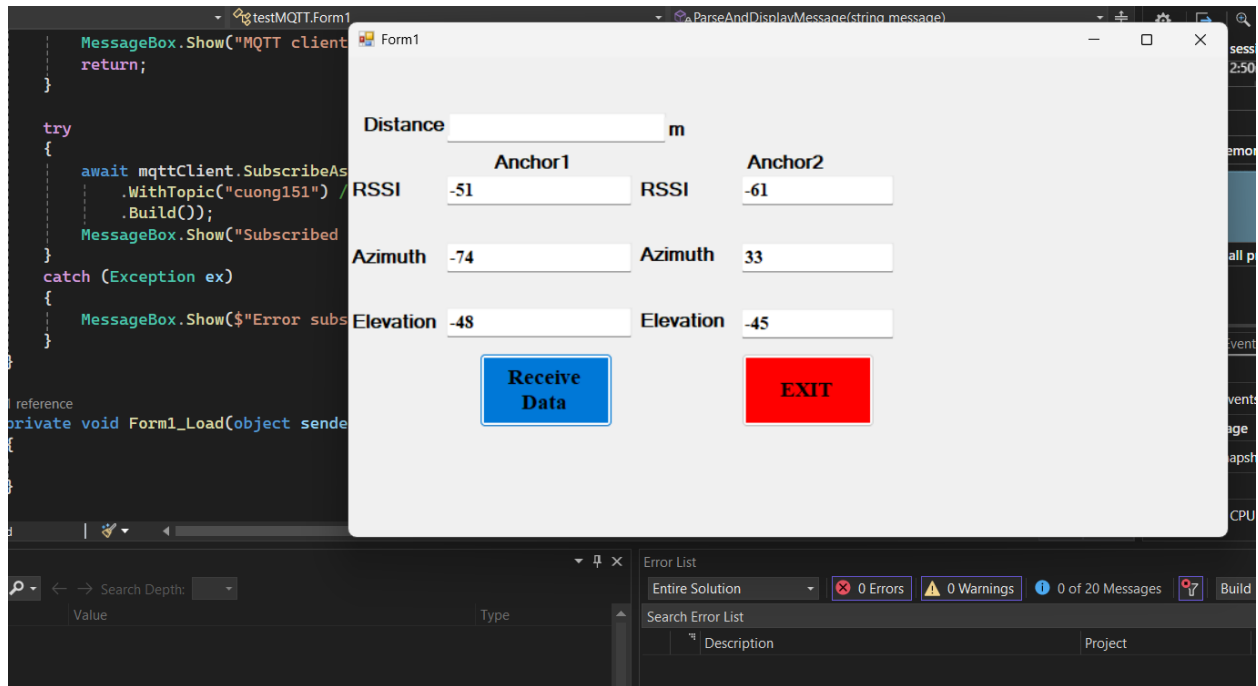 testMQTT.Form1
ParseAndDisplayMessage(string message)
MessageBox.Show("MQTT client
return;
}
try
{
await mqttClient.SubscribeAs
.WithTopic("cuong151") /
.Build());
MessageBox.Show("Subscribed
}
catch (Exception ex)
{
MessageBox.Show($"Error subs
}
}
1 reference
private void Form1_Load(object sende
{
}
Form1
Distance m
Anchor1 Anchor2
RSSI -51 RSSI -61
Azimuth -74 Azimuth 33
Elevation -48 Elevation -45
Receive
Data
EXIT
2:50
CPU
Search Depth:
Value Type
Error List
Entire Solution 0 Errors 0 Warnings 0 of 20 Messages Build
Search Error List
Description Project